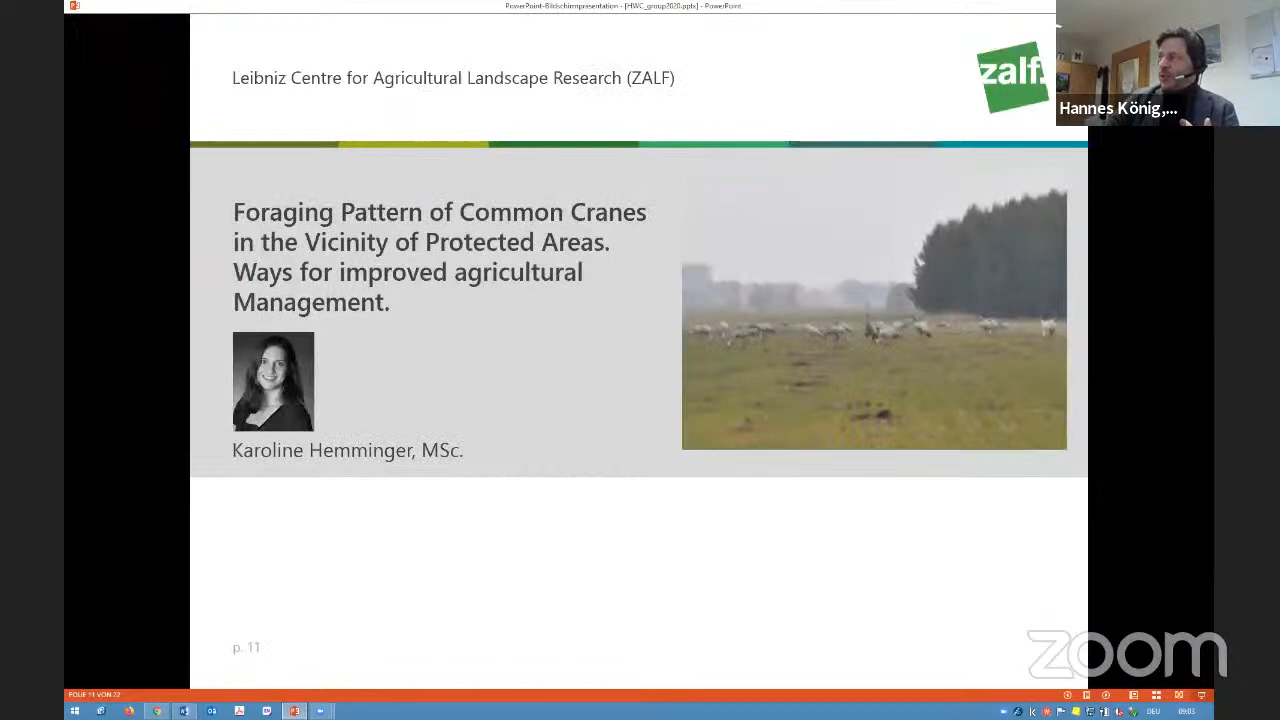 PowerPoint-Bildschirmpräsentation - [HWC_group2020.pptx] - PowerPoint
Leibniz Centre for Agricultural Landscape Research (ZALF)
zalf.
Hannes König,...
Foraging Pattern of Common Cranes
in the Vicinity of Protected Areas.
Ways for improved agricultural
Management.
Karoline Hemminger, MSc.
p. 11
zoom
FOLIE 11 VON 22
DEU
09:03